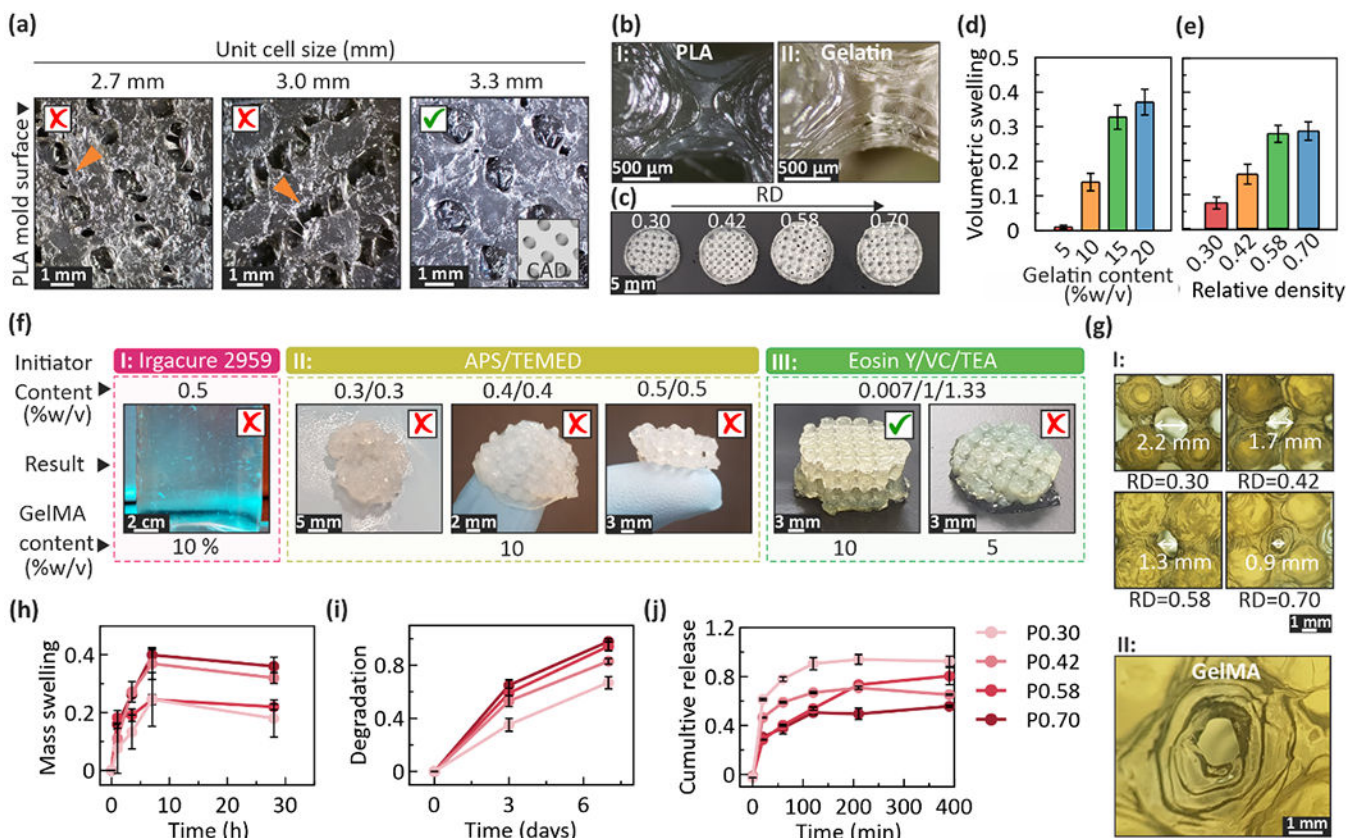 (a)
Unit cell size (mm)
2.7 mm 3.0 mm 3.3 mm
PLA mold surface
1 mm 1 mm 1 mm
CAD
(b)
I: PLA II: Gelatin
500 µm 500 µm
(c)
RD
0.30 0.42 0.58 0.70
5 mm
(d)
Volumetric swelling
0.5
0.4
0.3
0.2
0.1
0
5 10 15 20
Gelatin content
(%w/v)
(e)
0.30 0.42 0.58 0.70
Relative density
(f)
Initiator I: Irgacure 2959 II: APS/TEMED III: Eosin Y/VC/TEA
Content 0.5 0.3/0.3 0.4/0.4 0.5/0.5 0.007/1/1.33
(%w/v)
Result
GelMA
2 cm 5 mm 2 mm 3 mm 3 mm 3 mm
content 10 % 10 10 5
(%w/v)
(g)
I:
2.2 mm 1.7 mm
RD=0.30 RD=0.42
1.3 mm 0.9 mm
RD=0.58 RD=0.70
1 mm
II:
GelMA
1 mm
(h)
Mass swelling
0.4
0.2
0
0 10 20 30
Time (h)
(i)
Degradation
0.8
0.4
0
0 3 6
Time (days)
(j)
Cumultive release
1.2
0.8
0.4
0
0 100 200 300 400
Time (min)
P0.30
P0.42
P0.58
P0.70